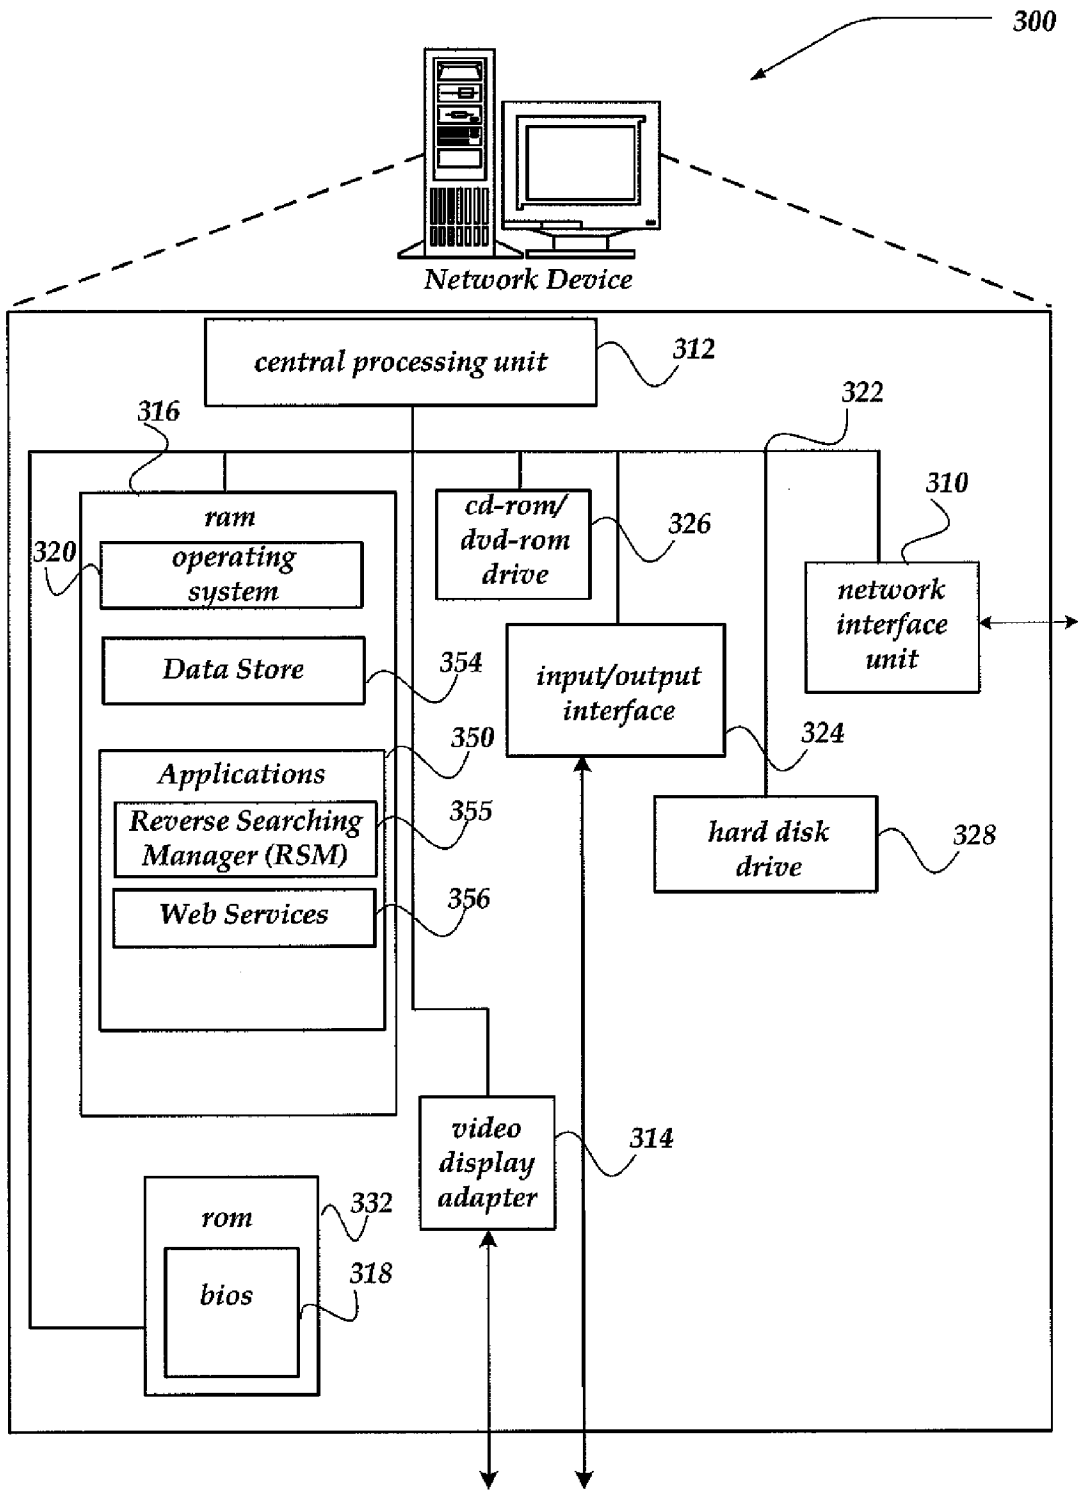 300
Network Device
central processing unit
312
322
316
310
ram
cd-rom/
dvd-rom
drive
326
320
operating
system
network
interface
unit
Data Store
354
input/output
interface
324
350
Applications
355
Reverse Searching
Manager (RSM)
hard disk
drive
328
356
Web Services
video
display
adapter
314
332
rom
318
bios